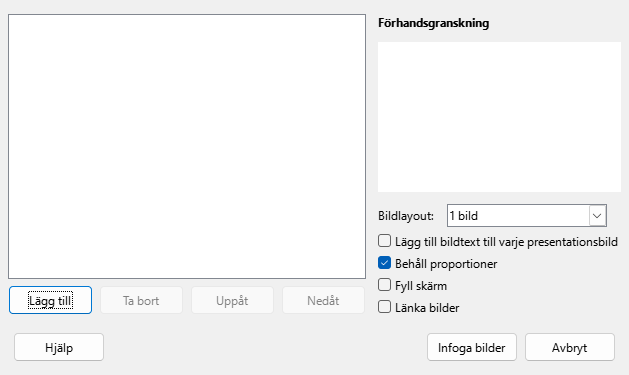 Förhandsgranskning
Bildlayout: 1 bild
Lägg till bildtext till varje presentationsbild
Behåll proportioner
Fyll skärm
Länka bilder
Lägg till Ta bort Uppåt Nedåt
Hjälp Infoga bilder Avbryt